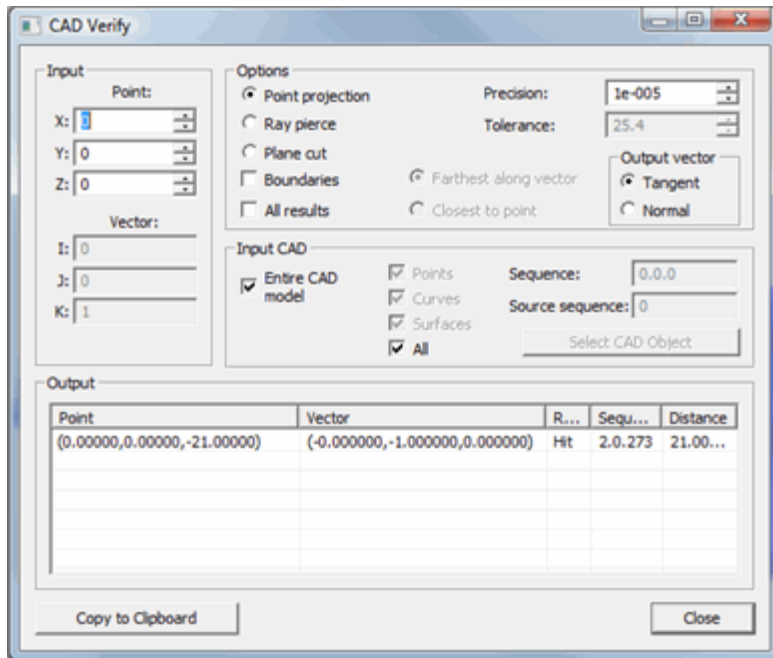 CAD Verify
Input
Point:
X: 0
Y: 0
Z: 0
Vector:
I: 0
J: 0
K: 1
Options
Point projection
Ray pierce
Plane cut
Boundaries
All results
Farthest along vector
Closest to point
Precision: 1e-005
Tolerance: 25.4
Output vector
Tangent
Normal
Input CAD
Entire CAD
model
Points
Curves
Surfaces
All
Sequence: 0.0.0
Source sequence: 0
Select CAD Object
Output
Point Vector R... Sequ... Distance
(0.00000,0.00000,-21.00000) (-0.000000,-1.000000,0.000000) Hit 2.0.273 21.00...
Copy to Clipboard Close